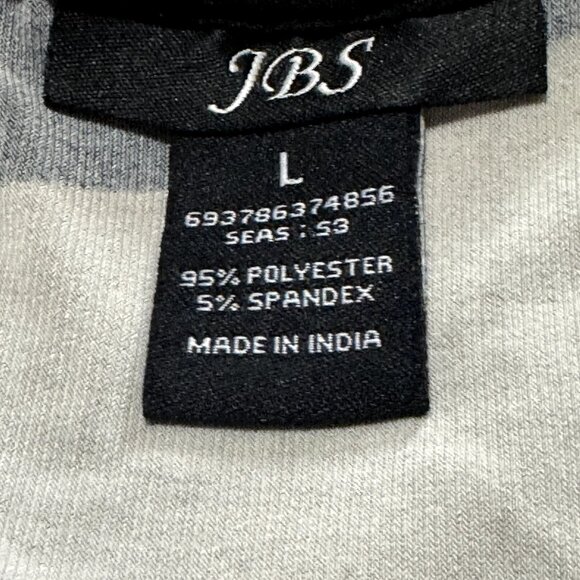 JBS
L
693786374856
SEAS : S3
95% POLYESTER
5% SPANDEX
MADE IN INDIA